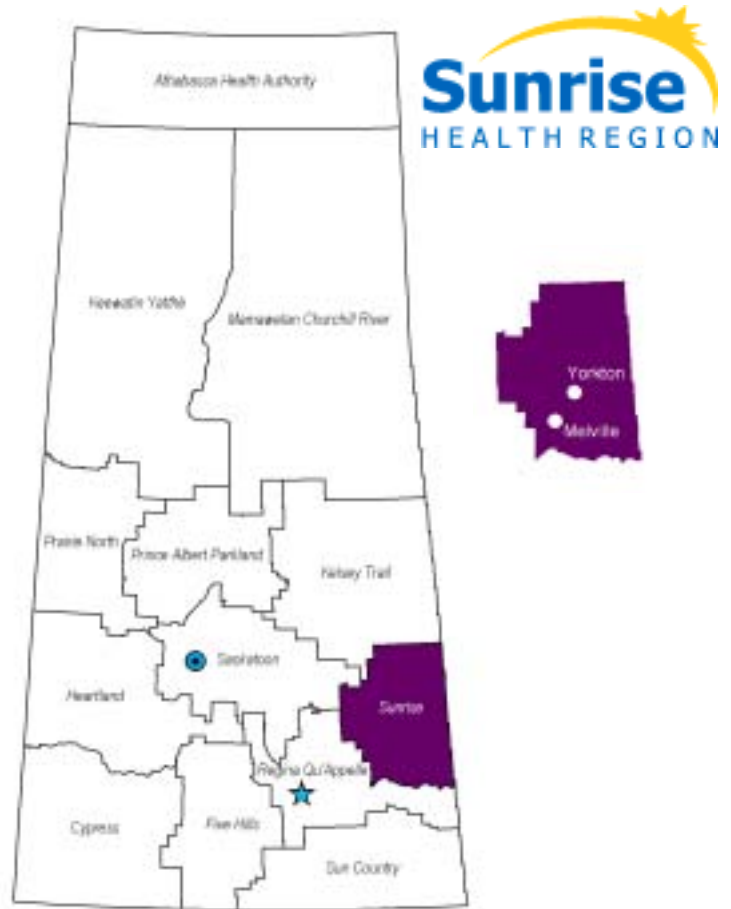 Sunrise
HEALTH REGION
Athabasca Health Authority
Keewatin Yatthé
Mamawetan Churchill River
Yorkton
Melville
Prairie North
Prince Albert Parkland
Kelsey Trail
Saskatoon
Heartland
Sunrise
Regina Qu'Appelle
Cypress
Five Hills
Sun Country